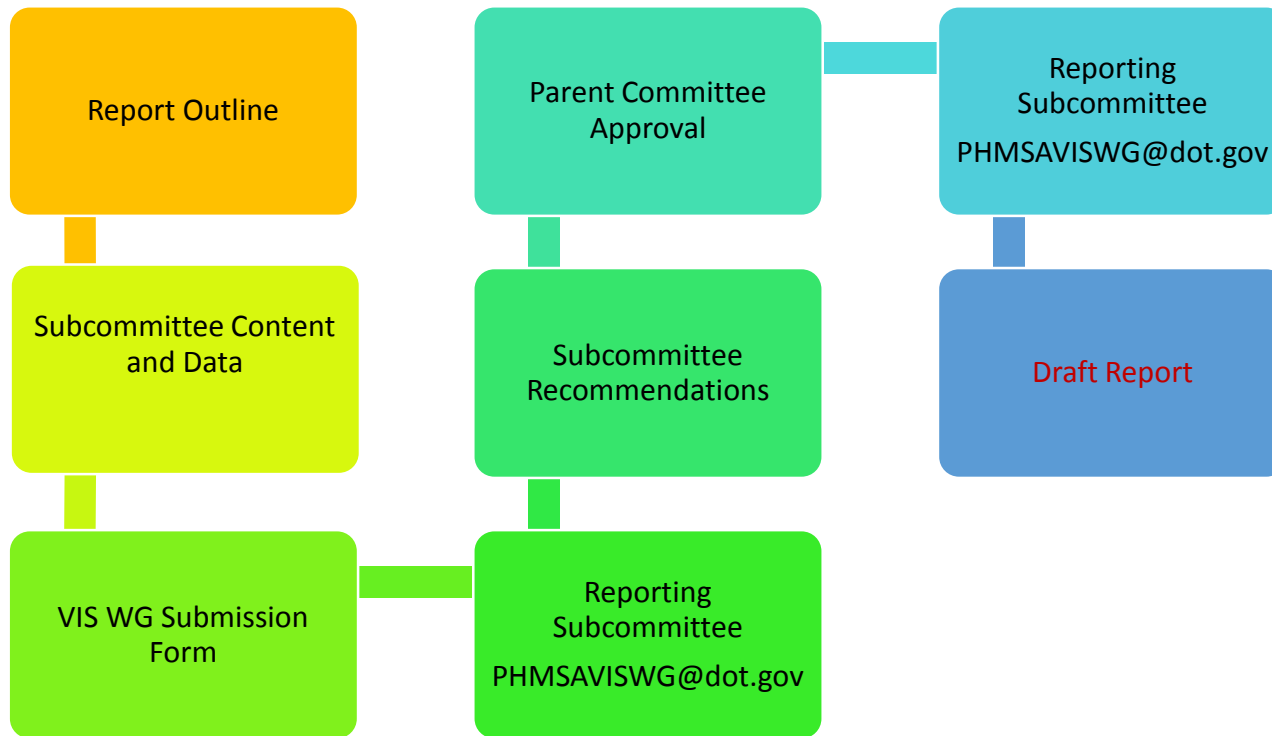 Report Outline
Subcommittee Content
and Data
VIS WG Submission
Form
Reporting
Subcommittee
PHMSAVISWG@dot.gov
Subcommittee
Recommendations
Parent Committee
Approval
Reporting
Subcommittee
PHMSAVISWG@dot.gov
Draft Report